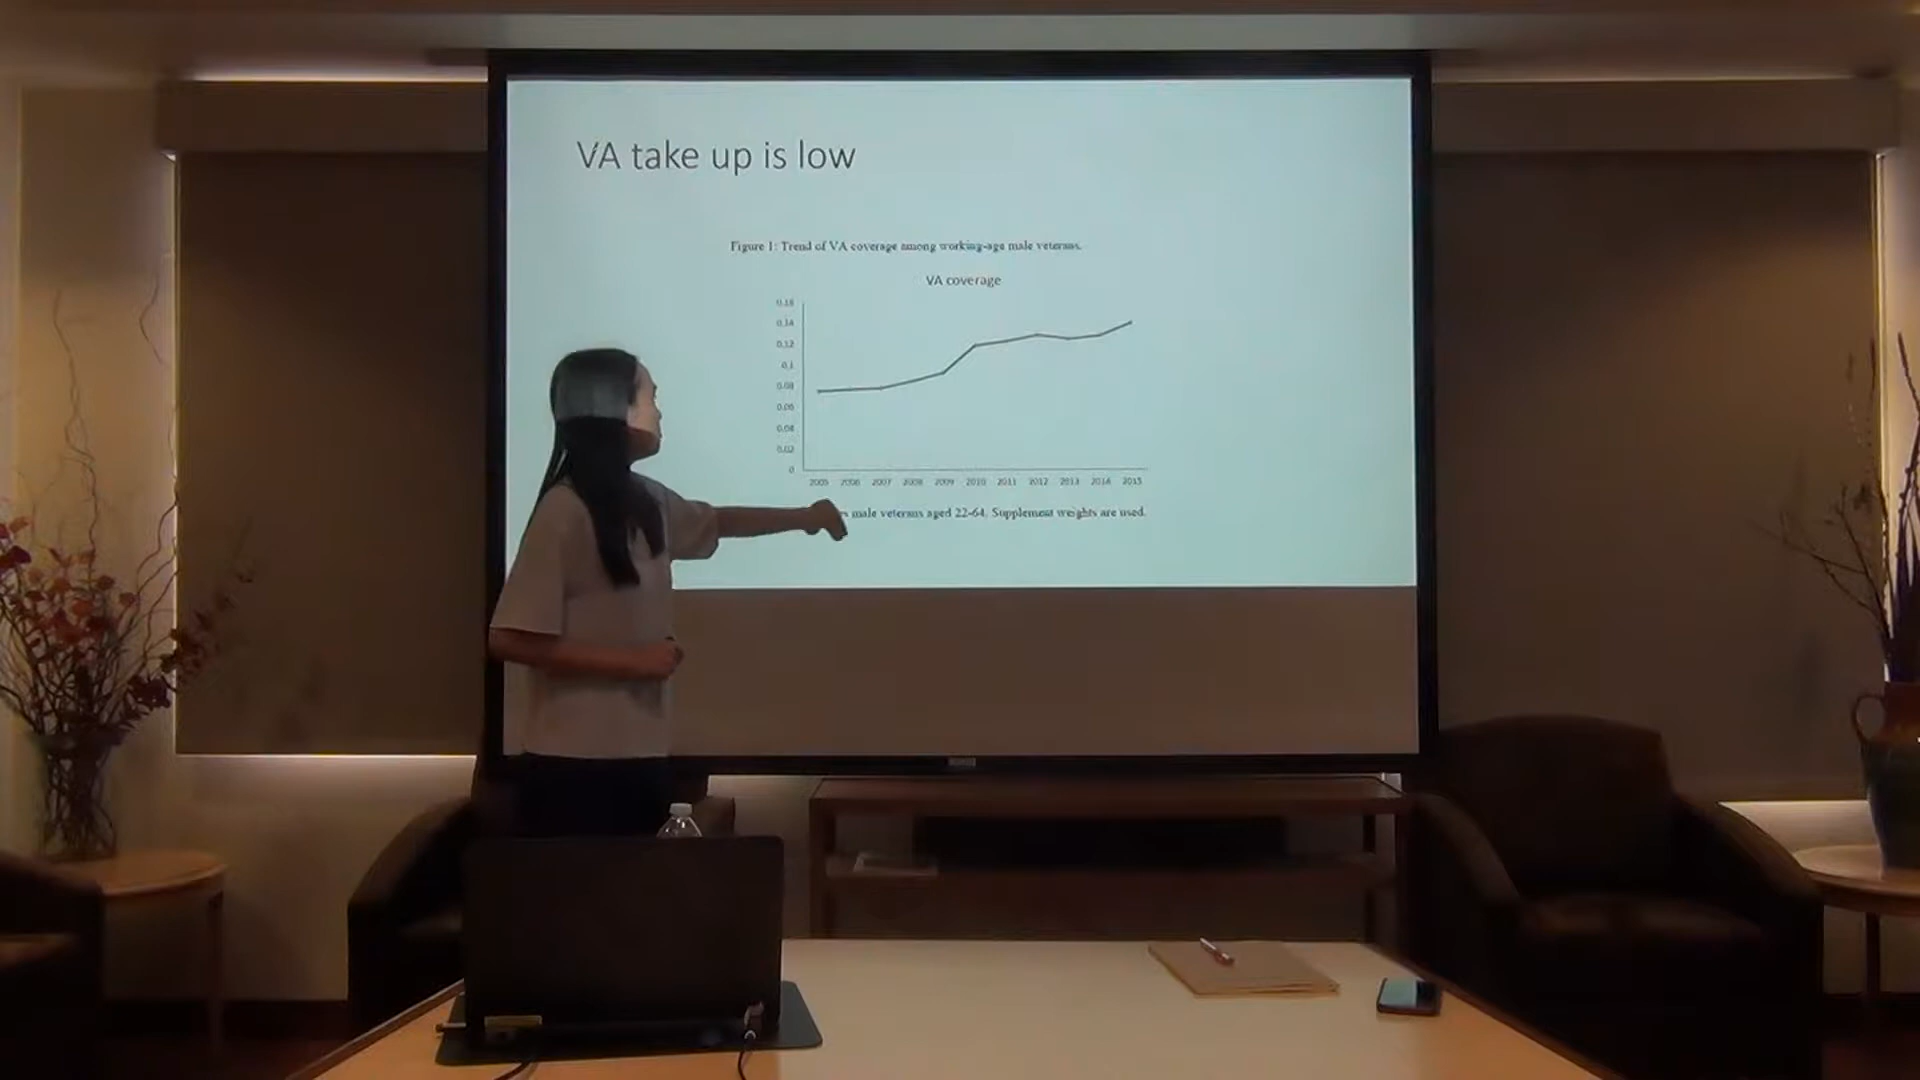 VA take up is low
Figure 1: Trend of VA coverage among working-age male veterans.
VA coverage
0.16
0.14
0.12
0.1
0.08
0.06
0.04
0.02
0
2005 2006 2007 2008 2009 2010 2011 2012 2013 2014 2015
male veterans aged 22-64. Supplement weights are used.